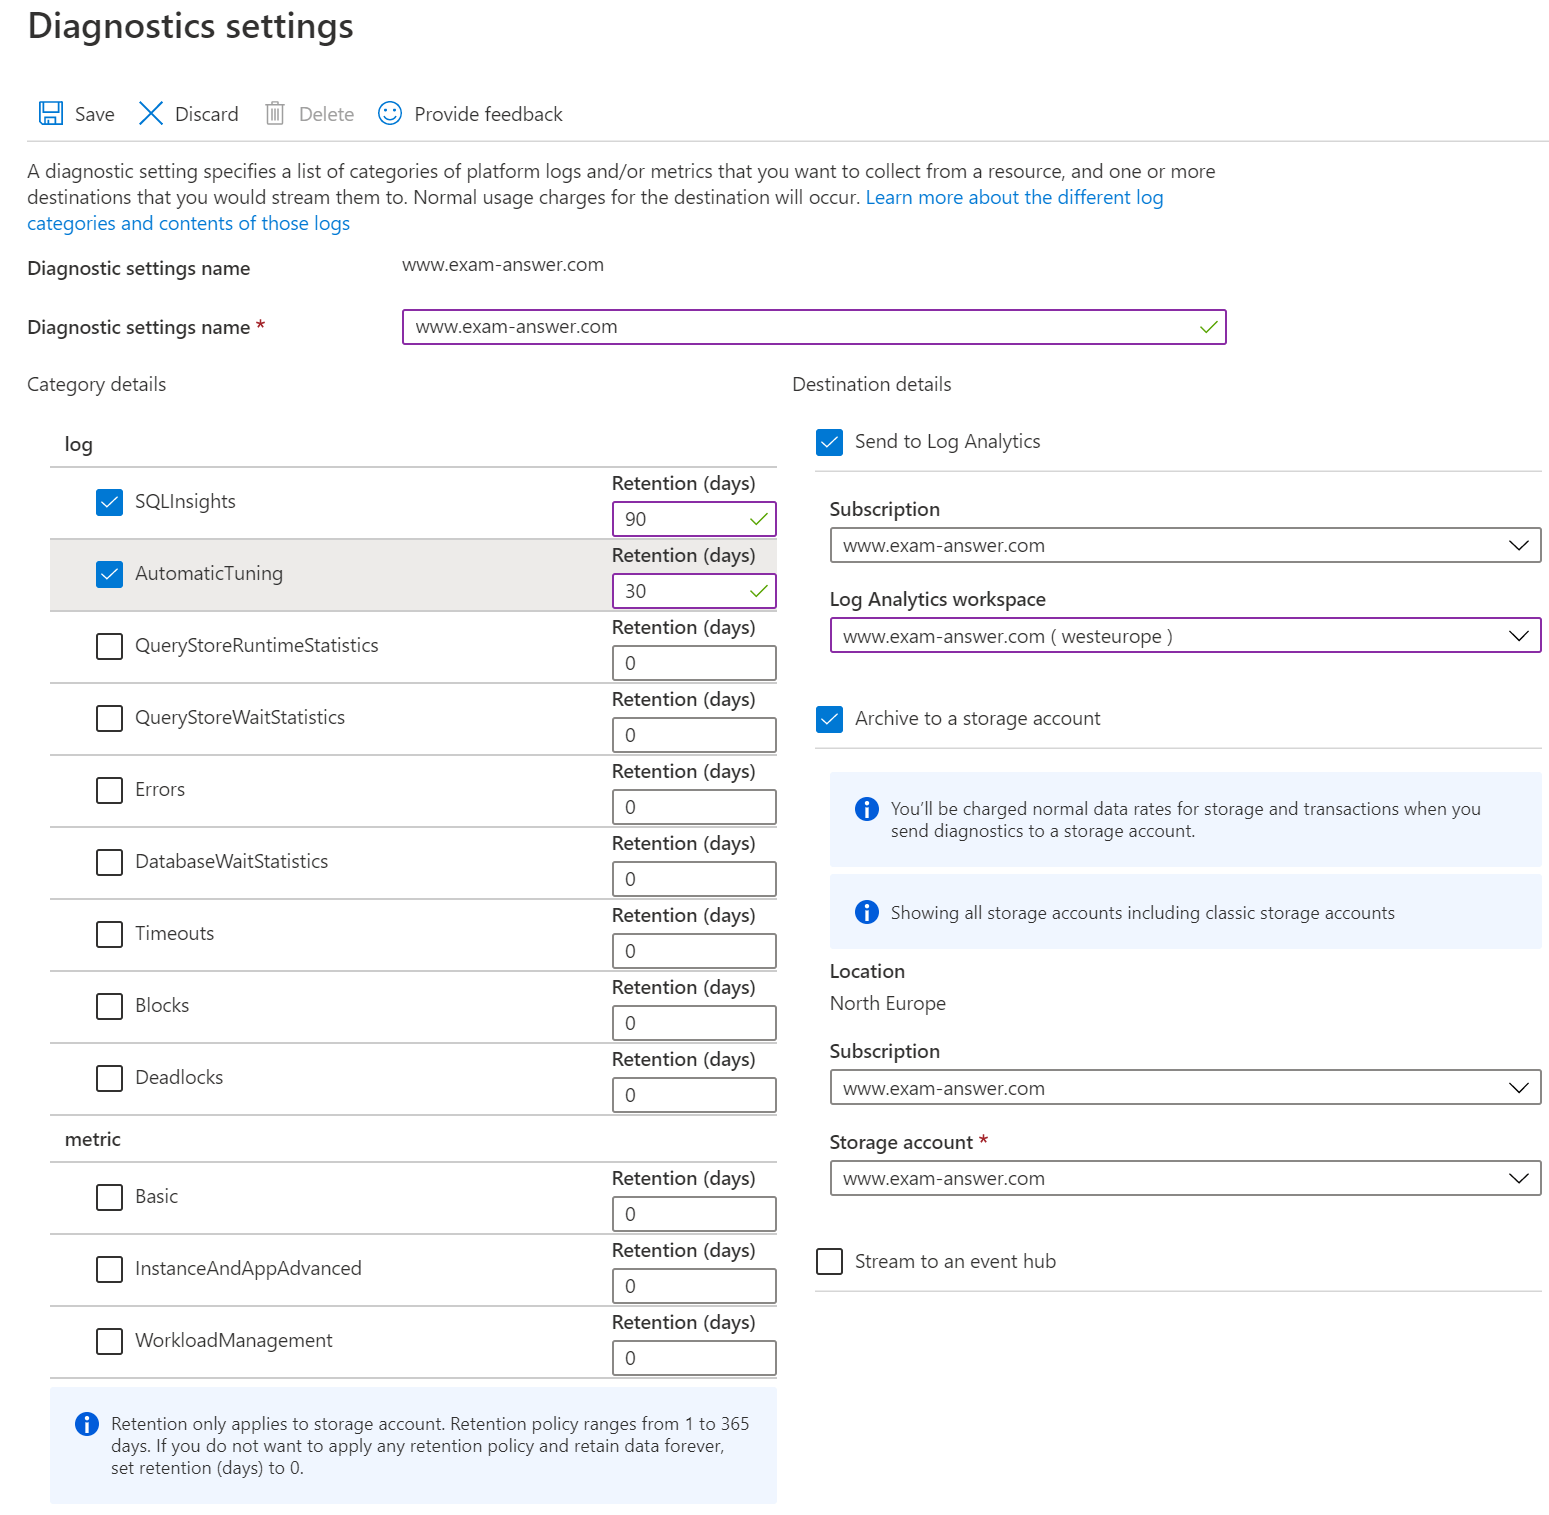 Diagnostics settings
Save Discard Delete Provide feedback
A diagnostic setting specifies a list of categories of platform logs and/or metrics that you want to collect from a resource, and one or more
destinations that you would stream them to. Normal usage charges for the destination will occur. Learn more about the different log
categories and contents of those logs
Diagnostic settings name www.exam-answer.com
Diagnostic settings name * www.exam-answer.com
Category details
log
SQLInsights
Retention (days)
90
AutomaticTuning
Retention (days)
30
QueryStoreRuntimeStatistics
Retention (days)
0
QueryStoreWaitStatistics
Retention (days)
0
Errors
Retention (days)
0
DatabaseWaitStatistics
Retention (days)
0
Timeouts
Retention (days)
0
Blocks
Retention (days)
0
Deadlocks
Retention (days)
0
metric
Basic
Retention (days)
0
InstanceAndAppAdvanced
Retention (days)
0
WorkloadManagement
Retention (days)
0
Retention only applies to storage account. Retention policy ranges from 1 to 365
days. If you do not want to apply any retention policy and retain data forever,
set retention (days) to 0.
Destination details
Send to Log Analytics
Subscription
www.exam-answer.com
Log Analytics workspace
www.exam-answer.com ( westeurope )
Archive to a storage account
You'll be charged normal data rates for storage and transactions when you
send diagnostics to a storage account.
Showing all storage accounts including classic storage accounts
Location
North Europe
Subscription
www.exam-answer.com
Storage account *
www.exam-answer.com
Stream to an event hub